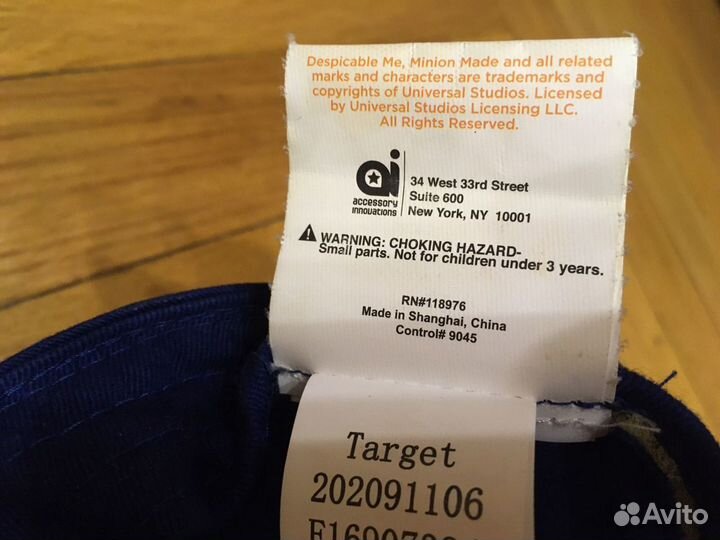 Despicable Me, Minion Made and all related
marks and characters are trademarks and
copyrights of Universal Studios. Licensed
by Universal Studios Licensing LLC.
All Rights Reserved.
ai
accessory
innovations
34 West 33rd Street
Suite 600
New York, NY 10001
WARNING: CHOKING HAZARD-
Small parts. Not for children under 3 years.
RN#118976
Made in Shanghai, China
Control# 9045
Target
202091106
Avito